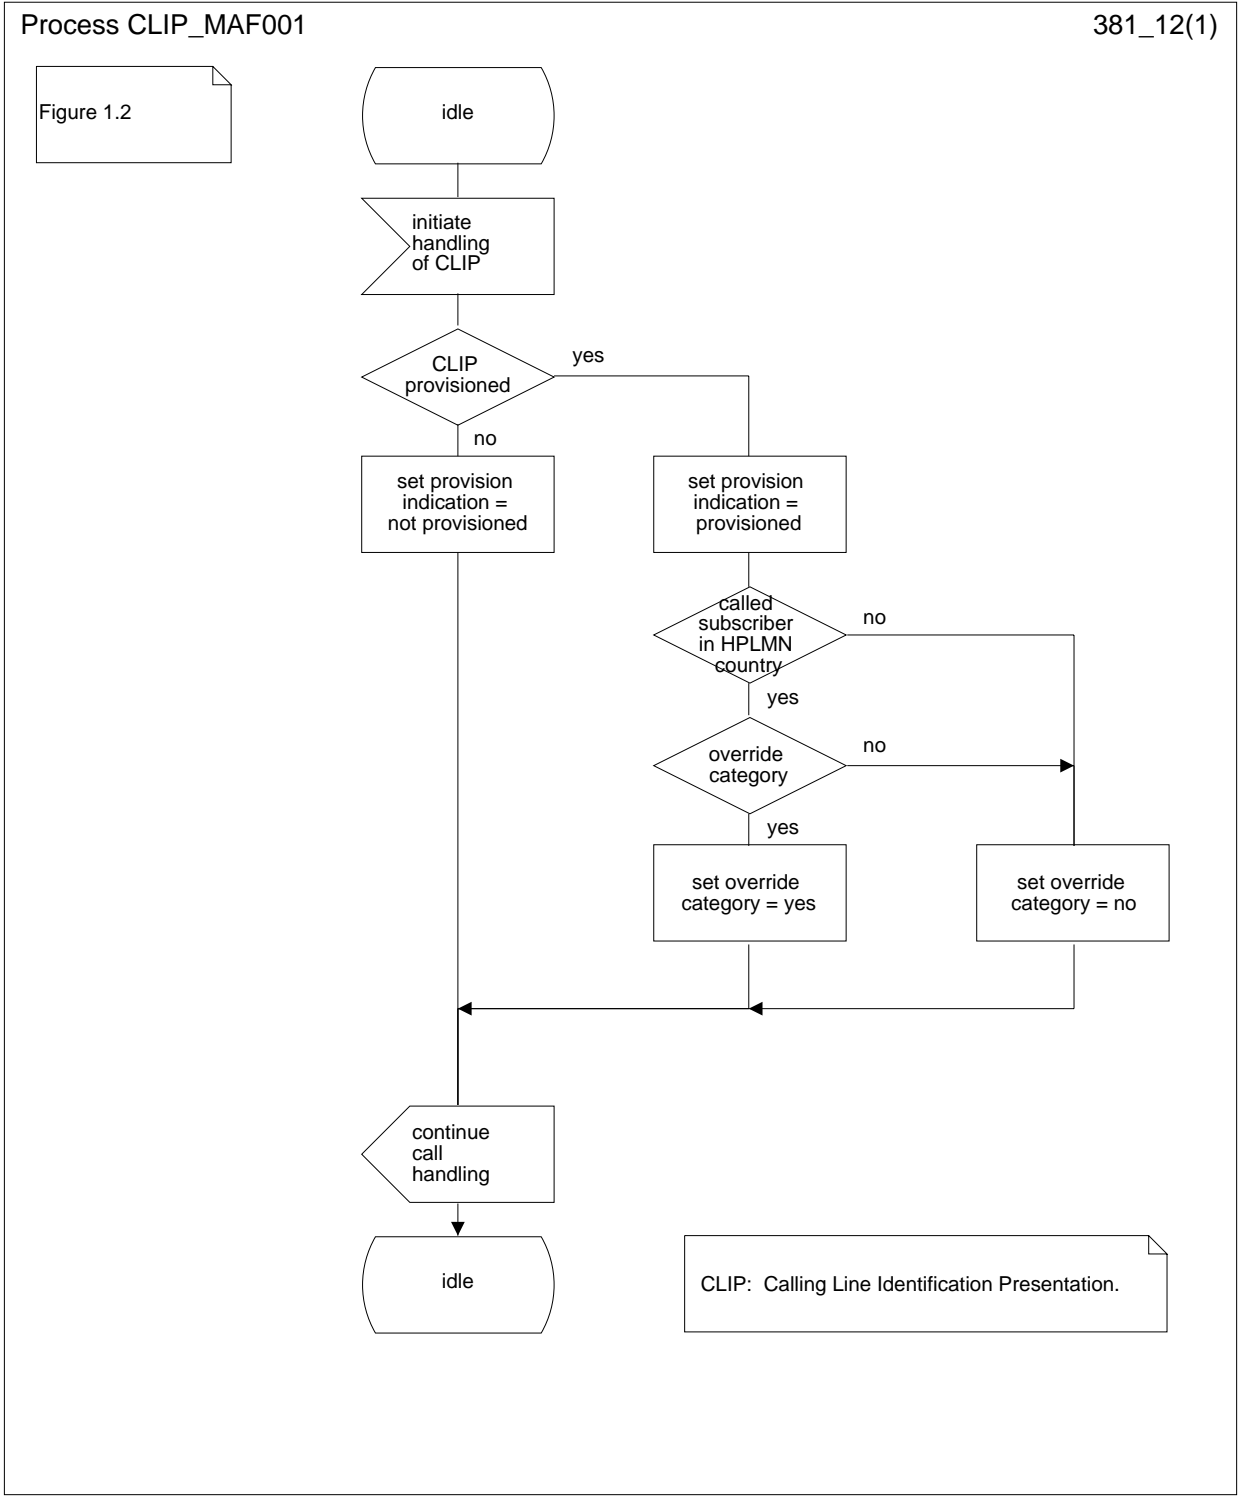 Process CLIP_MAF001
381_12(1)
Figure 1.2
idle
initiate
handling
of CLIP
CLIP
provisioned
yes
no
set provision
indication =
not provisioned
set provision
indication =
provisioned
called
subscriber
in HPLMN
country
no
yes
override
category
no
yes
set override
category = yes
set override
category = no
continue
call
handling
idle
CLIP: Calling Line Identification Presentation.